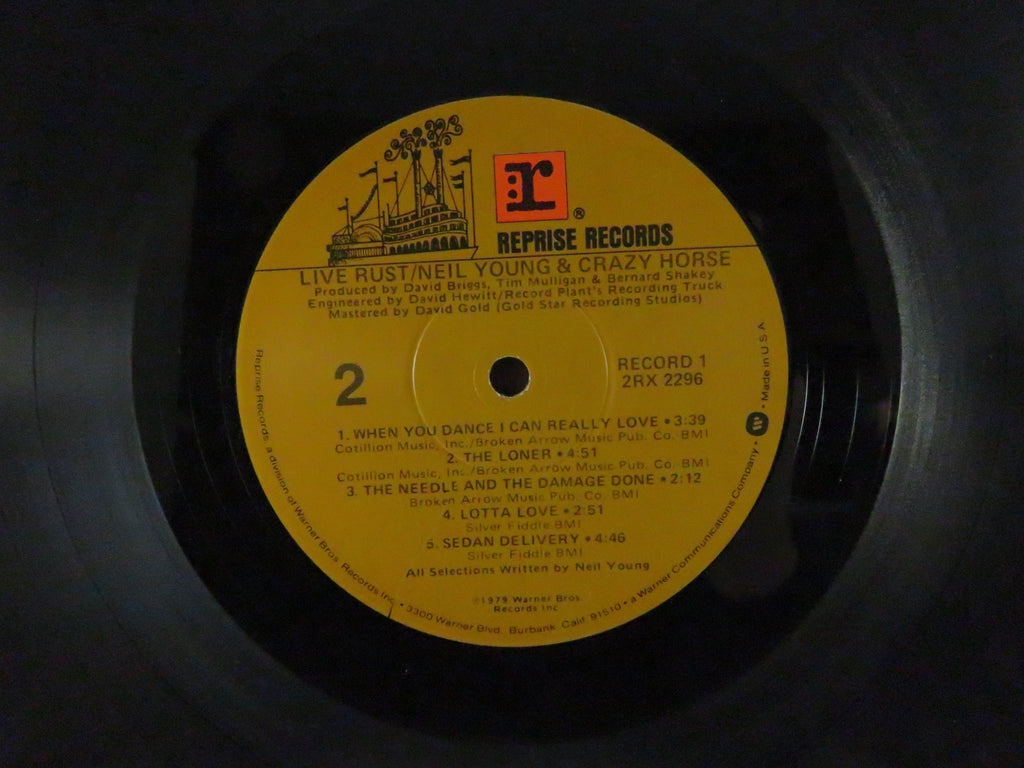 r ®
REPRISE RECORDS
LIVE RUST/NEIL YOUNG & CRAZY HORSE
Produced by David Briggs, Tim Mulligan & Bernard Shakey
Engineered by David Hewitt/Record Plant's Recording Truck
Mastered by David Gold (Gold Star Recording Studios)
2
RECORD 1
2RX 2296
1. WHEN YOU DANCE I CAN REALLY LOVE • 3:39
Cotillion Music, Inc./Broken Arrow Music Pub. Co. BMI
2. THE LONER • 4:51
Cotillion Music, Inc./Broken Arrow Music Pub. Co. BMI
3. THE NEEDLE AND THE DAMAGE DONE • 2:12
Broken Arrow Music Pub. Co. BMI
4. LOTTA LOVE • 2:51
Silver Fiddle BMI
5. SEDAN DELIVERY • 4:46
Silver Fiddle BMI
All Selections Written by Neil Young
℗1979 Warner Bros.
Records Inc.
Reprise Records, a division of Warner Bros. Records Inc. • 3300 Warner Blvd., Burbank, Calif. 91510 • a Warner Communications Company • W • Made in U.S.A.